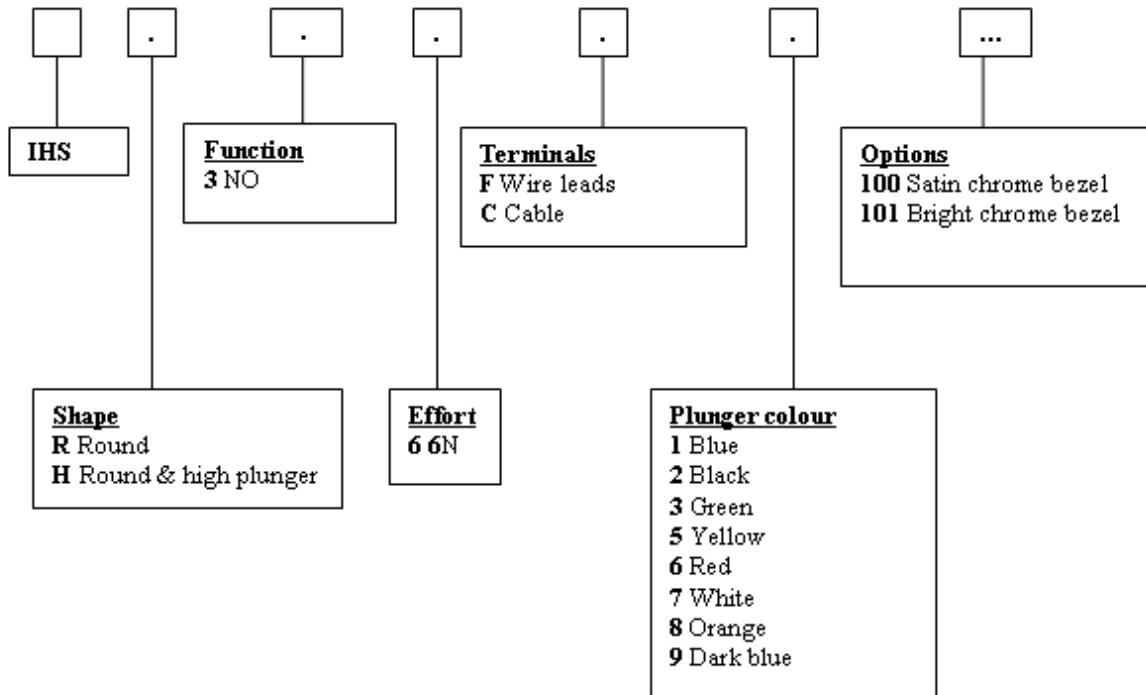 . . . . . ...
IHS
Function
3 NO
Terminals
F Wire leads
C Cable
Options
100 Satin chrome bezel
101 Bright chrome bezel
Shape
R Round
H Round & high plunger
Effort
6 6N
Plunger colour
1 Blue
2 Black
3 Green
5 Yellow
6 Red
7 White
8 Orange
9 Dark blue